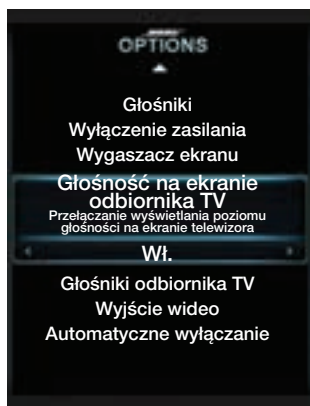 OPTIONS
Głośniki
Wyłączenie zasilania
Wygaszacz ekranu
Głośność na ekranie
odbiornika TV
Przełączanie wyświetlania poziomu
głośności na ekranie telewizora
Wł.
Głośniki odbiornika TV
Wyjście wideo
Automatyczne wyłączanie